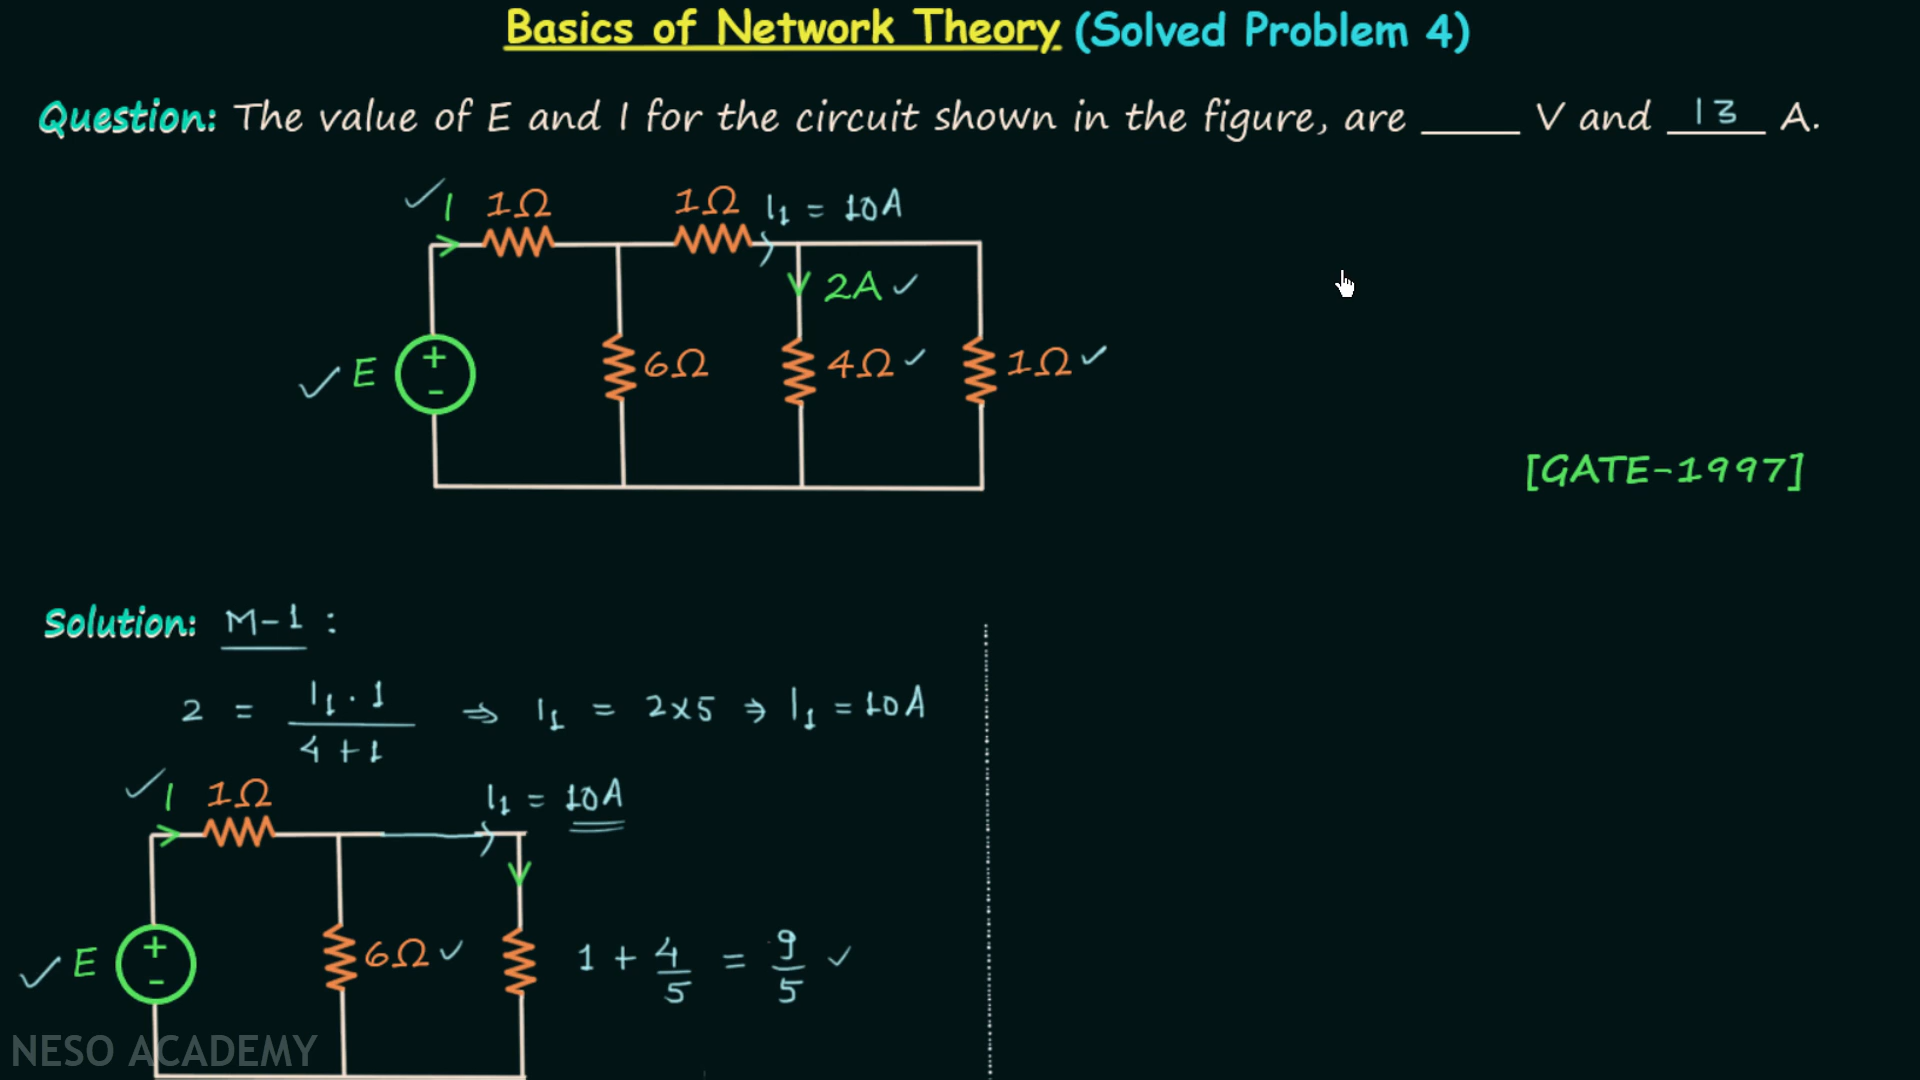 Basics of Network Theory (Solved Problem 4)
Question: The value of E and I for the circuit shown in the figure, are _____ V and 13 A.
I 1Ω 1Ω I₁ = 10A
2A
E + - 6Ω 4Ω 1Ω
[GATE-1997]
Solution: M-1 :
2 = I₁ · 1 / 4 + 1 ⇒ I₁ = 2×5 ⇒ I₁ = 10A
I 1Ω I₁ = 10A
E + - 6Ω 1 + 4/5 = 9/5
NESO ACADEMY